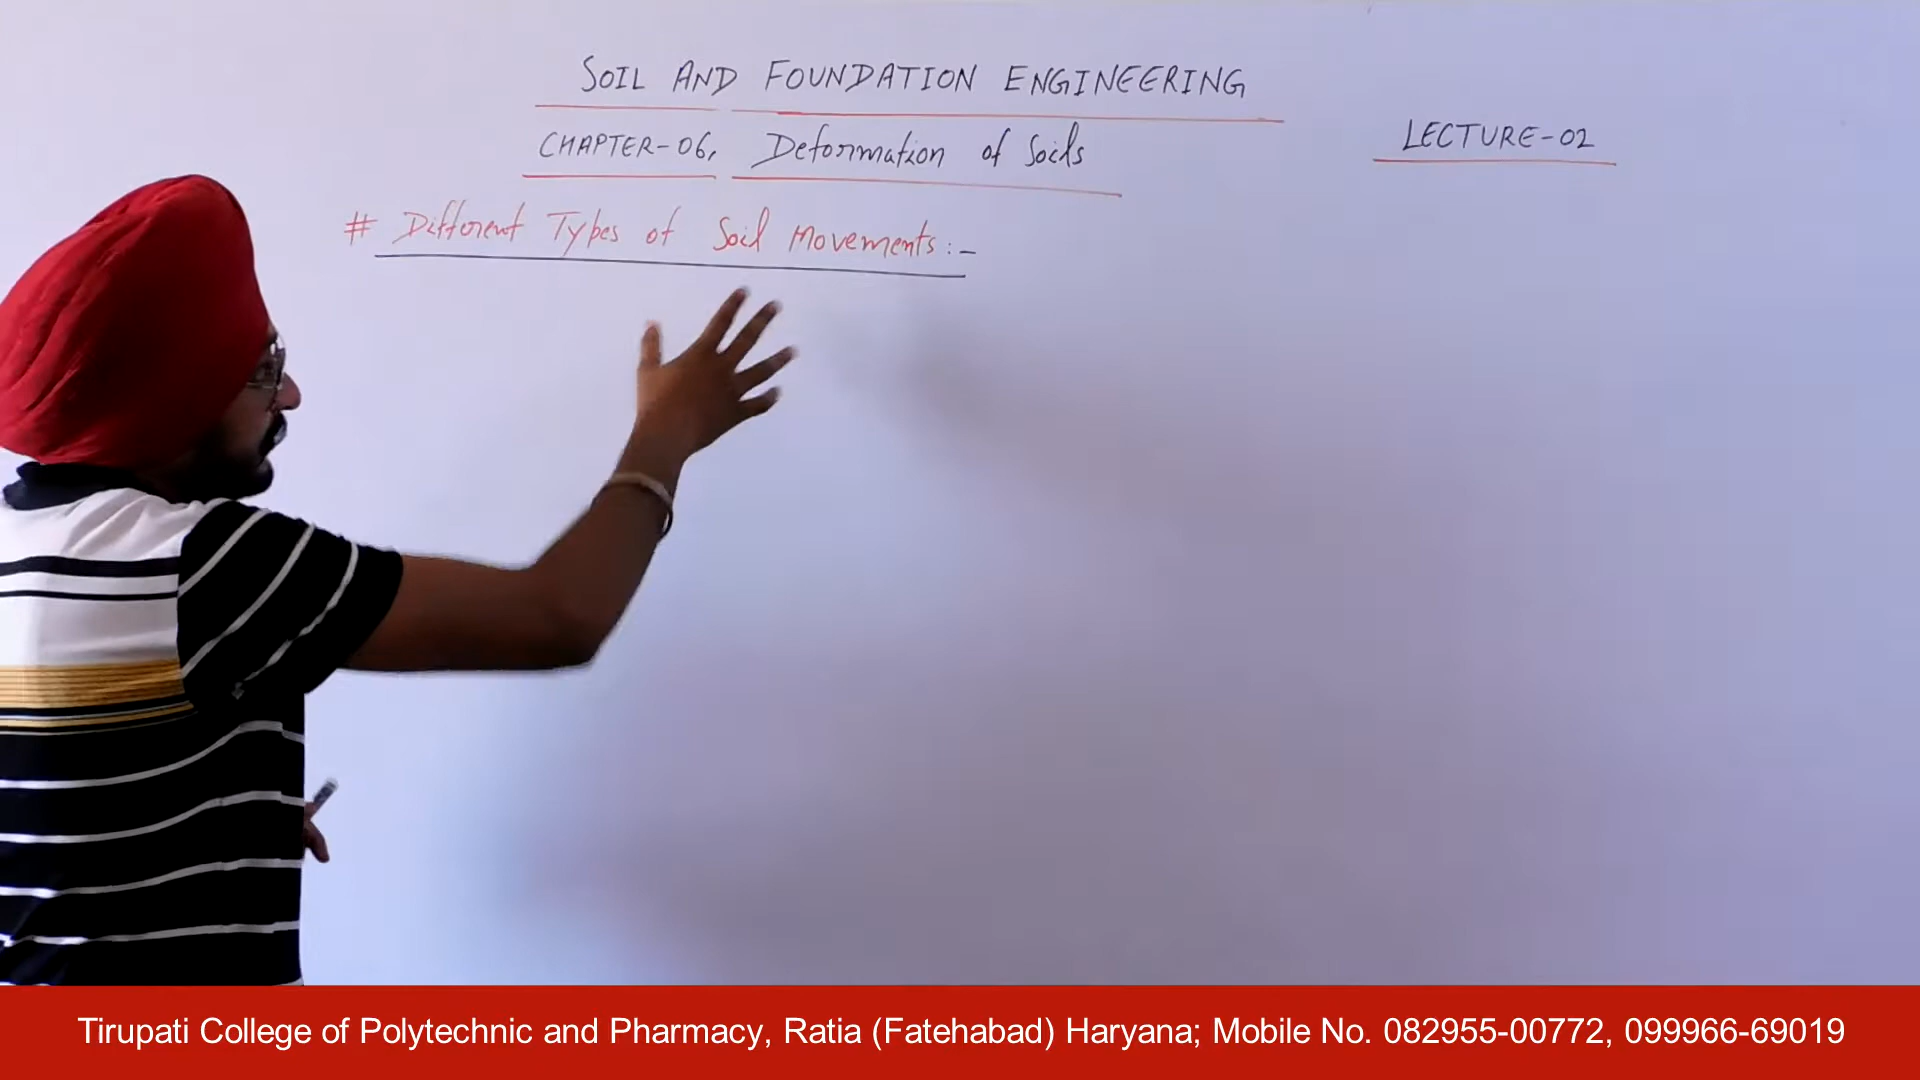 SOIL AND FOUNDATION ENGINEERING
CHAPTER-06, Deformation of Soils
LECTURE-02
# Different Types of Soil Movements:-
Tirupati College of Polytechnic and Pharmacy, Ratia (Fatehabad) Haryana; Mobile No. 082955-00772, 099966-69019